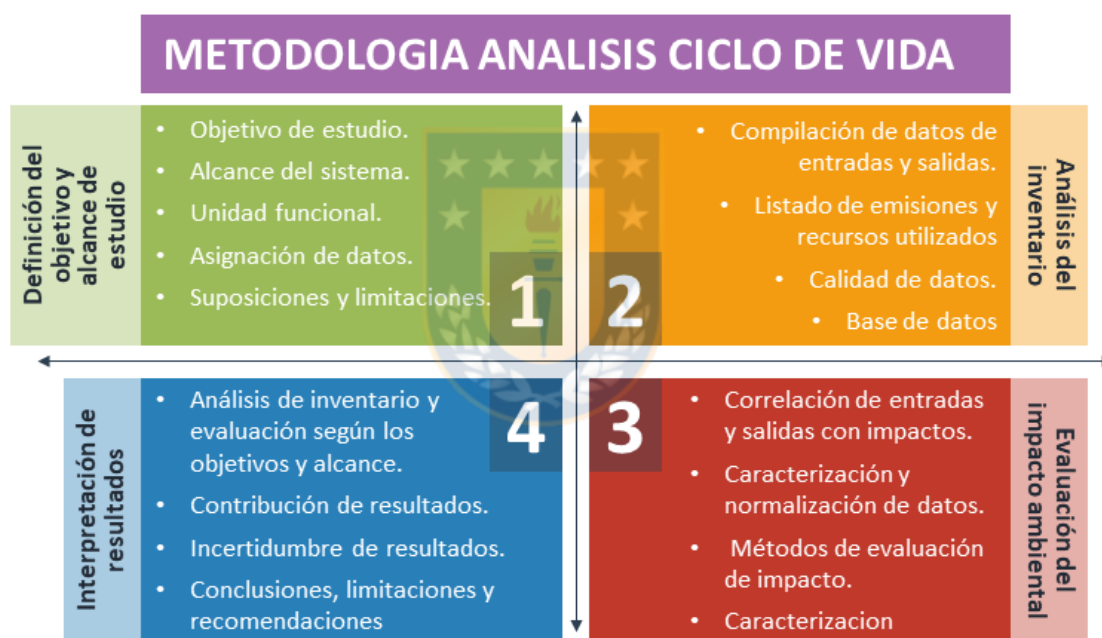 METODOLOGIA ANALISIS CICLO DE VIDA
Definición del
objetivo y
alcance de
estudio
• Objetivo de estudio.
• Alcance del sistema.
• Unidad funcional.
• Asignación de datos.
• Suposiciones y limitaciones.
1
• Compilación de datos de
entradas y salidas.
• Listado de emisiones y
recursos utilizados
• Calidad de datos.
• Base de datos
2
Análisis del
inventario
Interpretación de
resultados
• Análisis de inventario y
evaluación según los
objetivos y alcance.
• Contribución de resultados.
• Incertidumbre de resultados.
• Conclusiones, limitaciones y
recomendaciones
4
3
• Correlación de entradas
y salidas con impactos.
• Caracterización y
normalización de datos.
• Métodos de evaluación
de impacto.
• Caracterizacion
Evaluación del
impacto ambiental